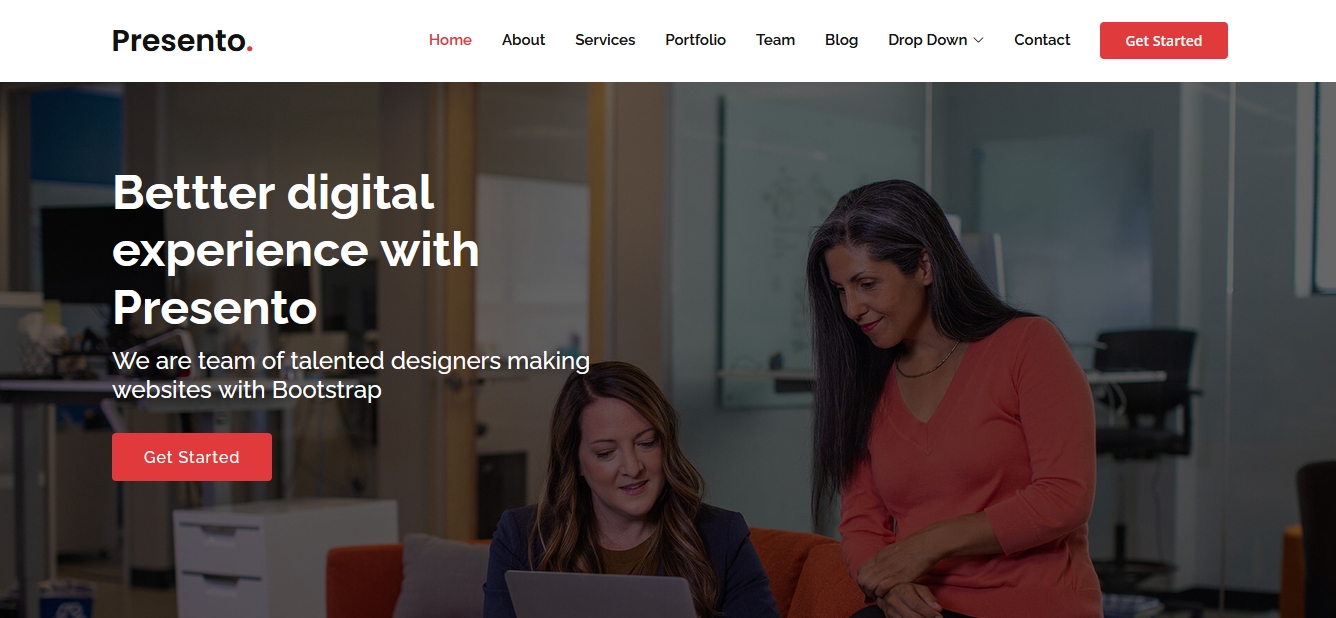 Presento.
Home About Services Portfolio Team Blog Drop Down Contact Get Started
Bettter digital
experience with
Presento
We are team of talented designers making
websites with Bootstrap
Get Started